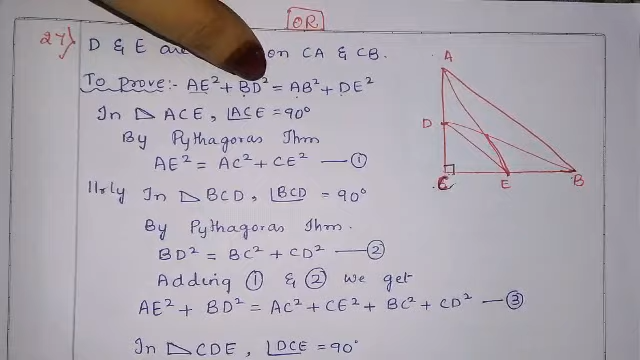 OR
27} D & E are on CA & CB.
To prove:- AE² + BD² = AB² + DE²
In △ ACE, ∠ACE = 90°
By Pythagoras Thm
AE² = AC² + CE² — ①
lllrly In △ BCD, ∠BCD = 90°
By Pythagoras Thm.
BD² = BC² + CD² — ②
Adding ① & ② we get
AE² + BD² = AC² + CE² + BC² + CD² — ③
In △ CDE, ∠DCE = 90°
A
D
C
E
B